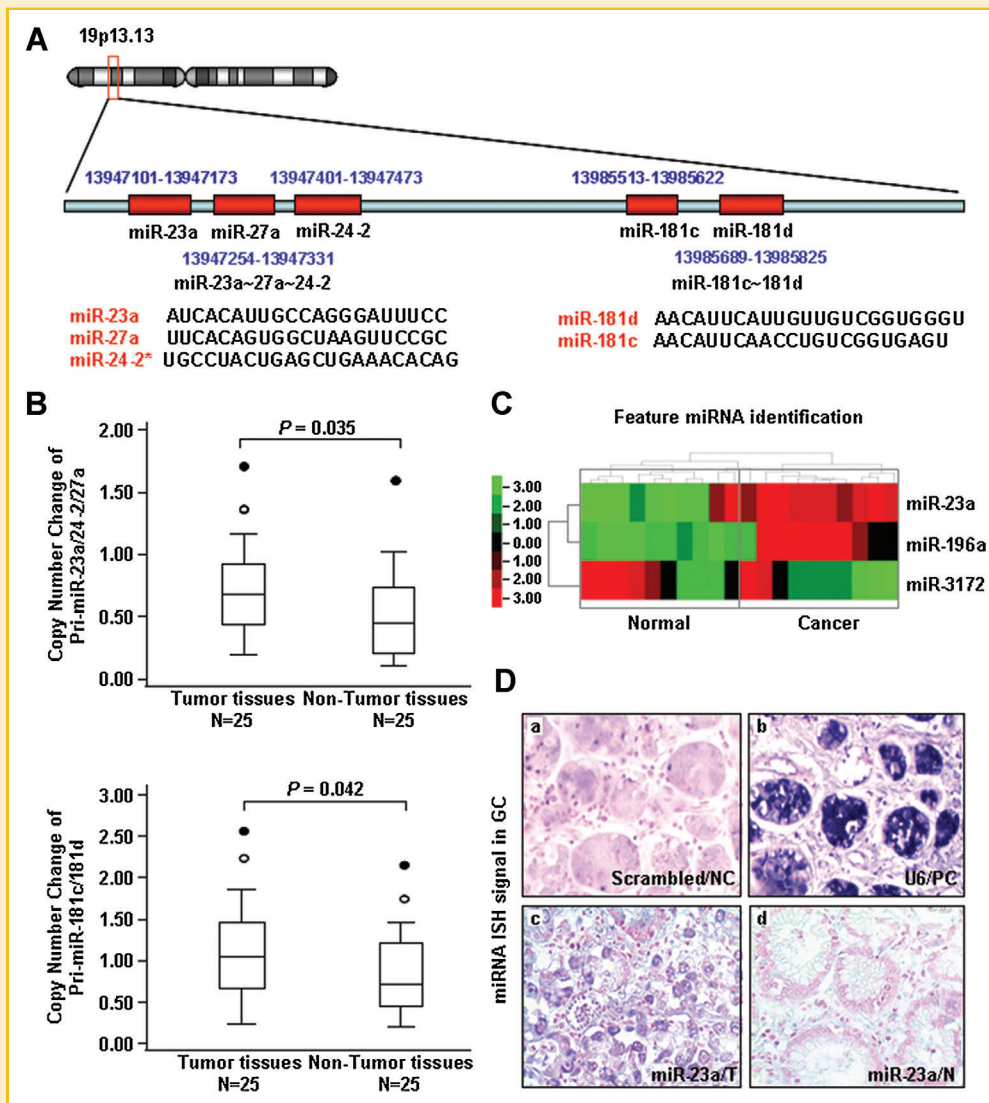 A
19p13.13
13947101-13947173
13947401-13947473
13985513-13985622
miR-23a
miR-27a
miR-24-2
miR-181c
miR-181d
13947254-13947331
13985689-13985825
miR-23a~27a~24-2
miR-181c~181d
miR-23a AUCACAUUGCCAGGGAUUUCC
miR-27a UUCACAGUGGCUAAGUUCCGC
miR-24-2* UGCCUACUGAGCUGAAACACAG
miR-181d AACAUUCAUUGUUGUCGGUGGGU
miR-181c AACAUUCAACCUGUCGGUGAGU
B
Copy Number Change of
Pri-miR-23a/24-2/27a
2.00
1.50
1.00
0.50
0.00
P = 0.035
Tumor tissues
N=25
Non-Tumor tissues
N=25
Copy Number Change of
Pri-miR-181c/181d
3.00
2.50
2.00
1.50
1.00
0.50
0.00
P = 0.042
Tumor tissues
N=25
Non-Tumor tissues
N=25
C
Feature miRNA identification
3.00
2.00
1.00
0.00
1.00
2.00
3.00
miR-23a
miR-196a
miR-3172
Normal
Cancer
D
miRNA ISH signal in GC
a
Scrambled/NC
b
U6/PC
c
miR-23a/T
d
miR-23a/N